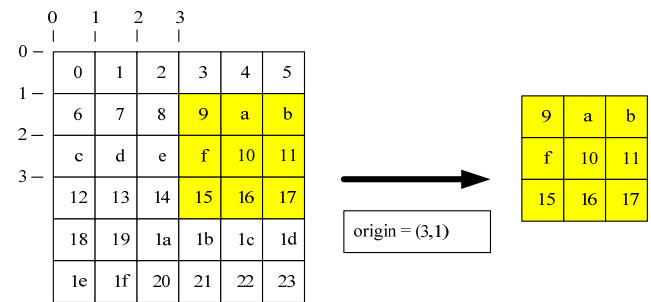 0 1 2 3
0
0 1 2 3 4 5
1
6 7 8 9 a b
2
c d e f 10 11
3
12 13 14 15 16 17
18 19 1a 1b 1c 1d
1e 1f 20 21 22 23
origin = (3,1)
9 a b
f 10 11
15 16 17